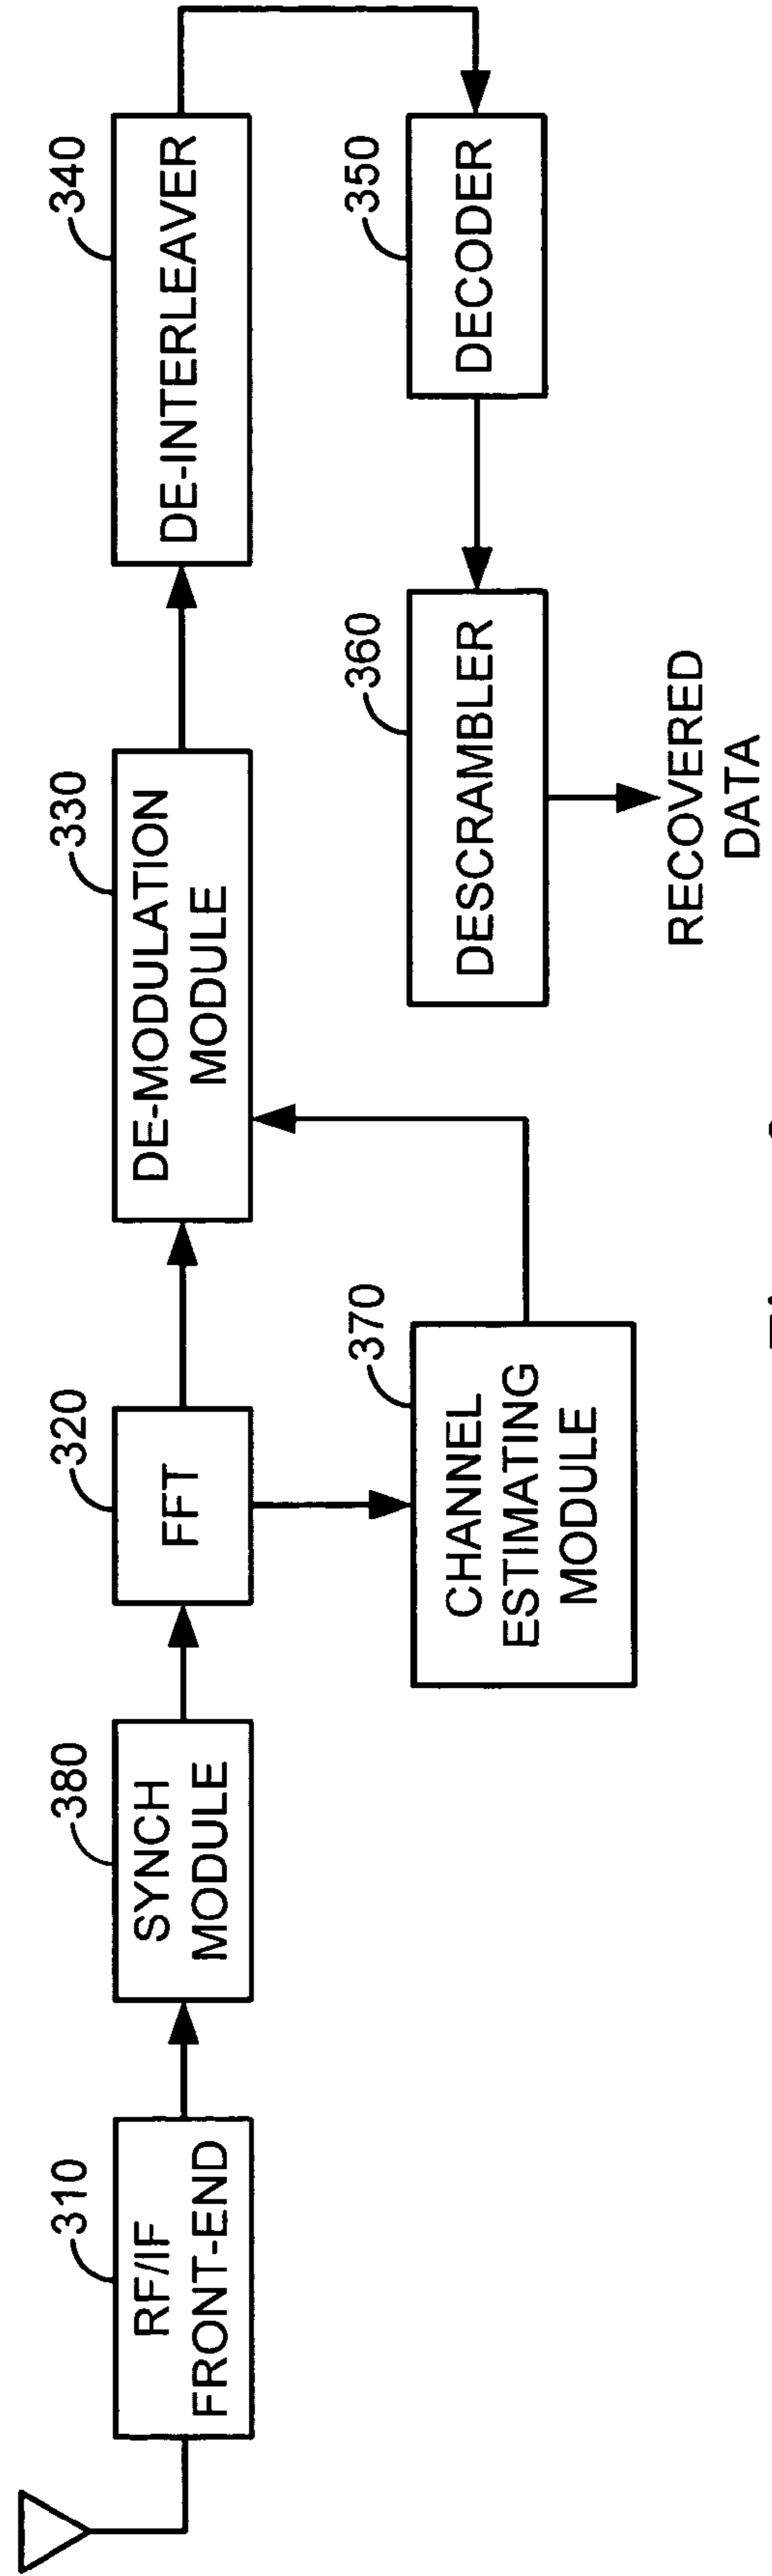 310
RF/IF
FRONT-END
380
SYNCH
MODULE
320
FFT
330
DE-MODULATION
MODULE
340
DE-INTERLEAVER
370
CHANNEL
ESTIMATING
MODULE
360
DESCRAMBLER
350
DECODER
RECOVERED
DATA